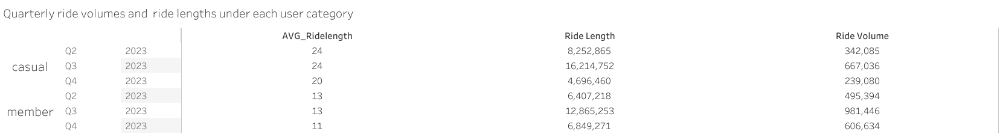 Quarterly ride volumes and ride lengths under each user category
AVG_Ridelength Ride Length Ride Volume
casual
Q2 2023 24 8,252,865 342,085
Q3 2023 24 16,214,752 667,036
Q4 2023 20 4,696,460 239,080
member
Q2 2023 13 6,407,218 495,394
Q3 2023 13 12,865,253 981,446
Q4 2023 11 6,849,271 606,634